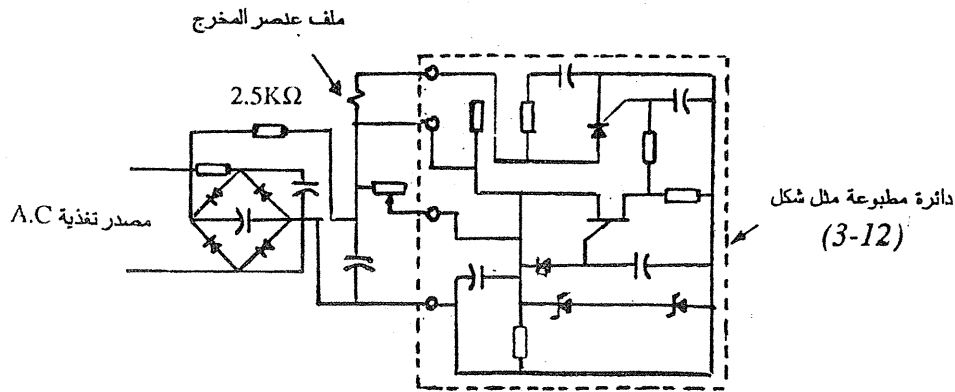 ملف عنصر المخرج
2.5KΩ
مصدر تغذية A.C
دائرة مطبوعة مثل شكل
(3-12)